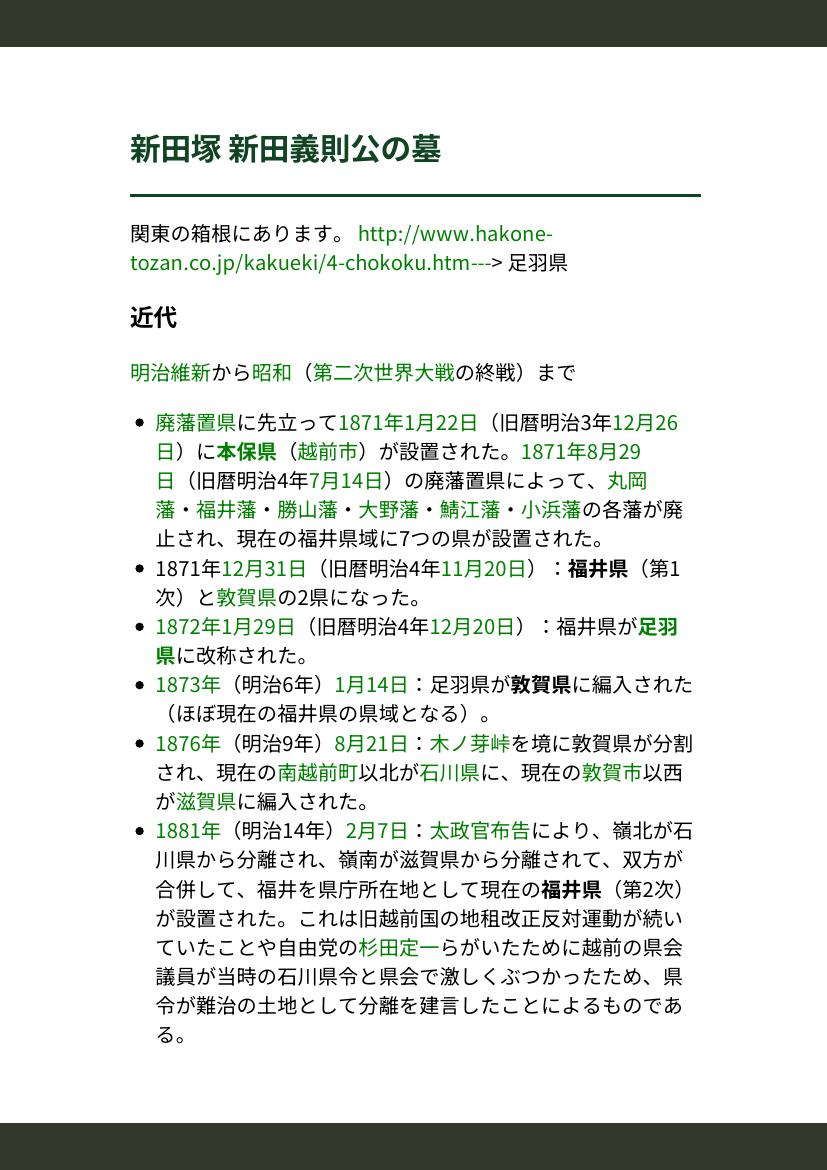 新田塚 新田義則公の墓
関東の箱根にあります。 http://www.hakone-
tozan.co.jp/kakueki/4-chokoku.htm---> 足羽県
近代
明治維新から昭和（第二次世界大戦の終戦）まで
• 廃藩置県に先立って1871年1月22日（旧暦明治3年12月26
日）に本保県（越前市）が設置された。1871年8月29
日（旧暦明治4年7月14日）の廃藩置県によって、丸岡
藩・福井藩・勝山藩・大野藩・鯖江藩・小浜藩の各藩が廃
止され、現在の福井県域に7つの県が設置された。
• 1871年12月31日（旧暦明治4年11月20日）：福井県（第1
次）と敦賀県の2県になった。
• 1872年1月29日（旧暦明治4年12月20日）：福井県が足羽
県に改称された。
• 1873年（明治6年）1月14日：足羽県が敦賀県に編入された
（ほぼ現在の福井県の県域となる）。
• 1876年（明治9年）8月21日：木ノ芽峠を境に敦賀県が分割
され、現在の南越前町以北が石川県に、現在の敦賀市以西
が滋賀県に編入された。
• 1881年（明治14年）2月7日：太政官布告により、嶺北が石
川県から分離され、嶺南が滋賀県から分離されて、双方が
合併して、福井を県庁所在地として現在の福井県（第2次）
が設置された。これは旧越前国の地租改正反対運動が続い
ていたことや自由党の杉田定一らがいたために越前の県会
議員が当時の石川県令と県会で激しくぶつかったため、県
令が難治の土地として分離を建言したことによるものであ
る。